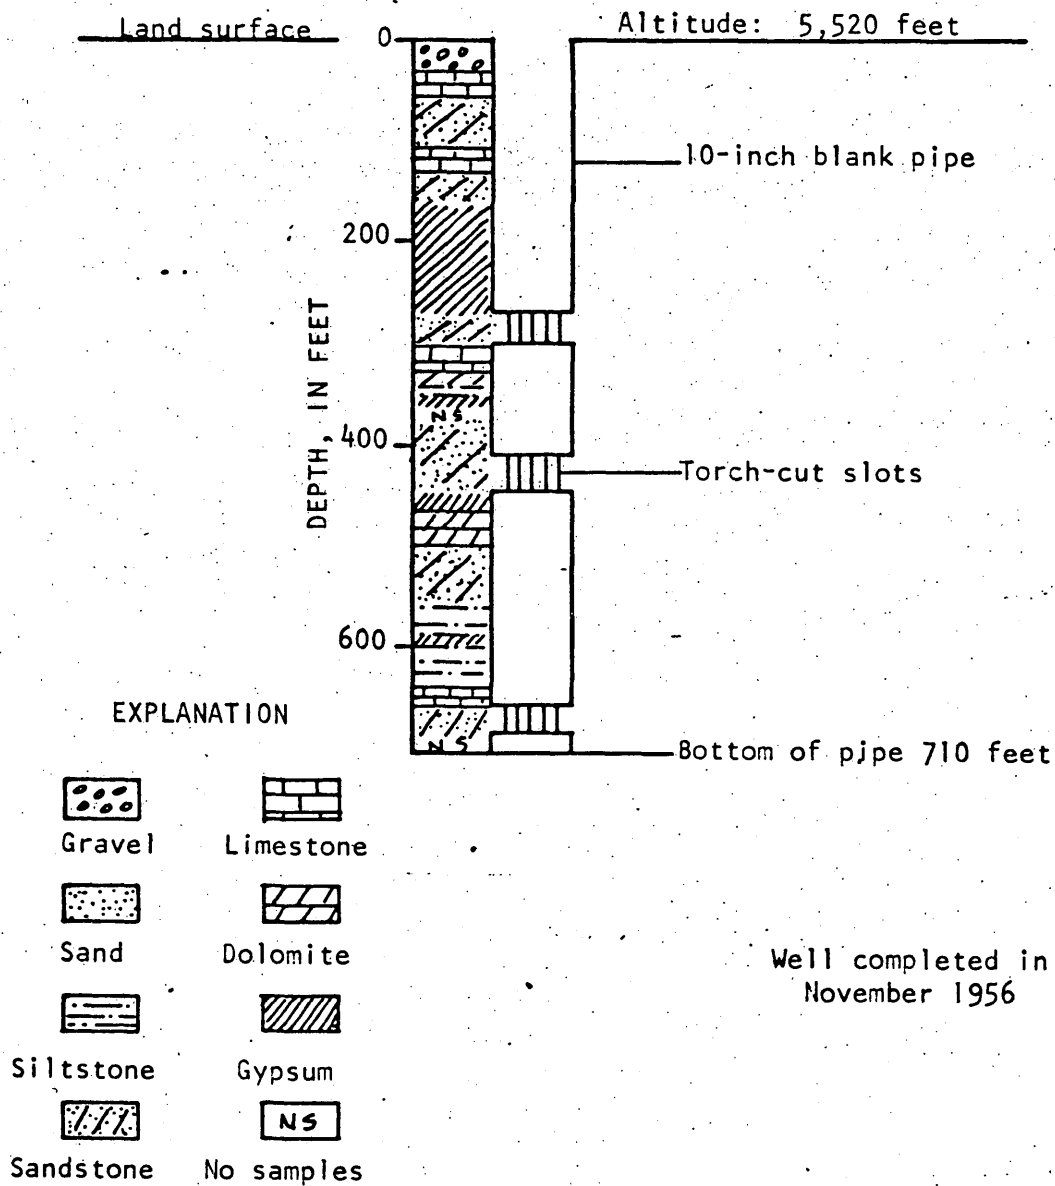 Land surface
0
Altitude: 5,520 feet
10-inch blank pipe
200
DEPTH, IN FEET
NS
400
Torch-cut slots
600
EXPLANATION
NS
Bottom of pipe 710 feet
Gravel
Limestone
Sand
Dolomite
Well completed in
November 1956
Siltstone
Gypsum
NS
Sandstone
No samples